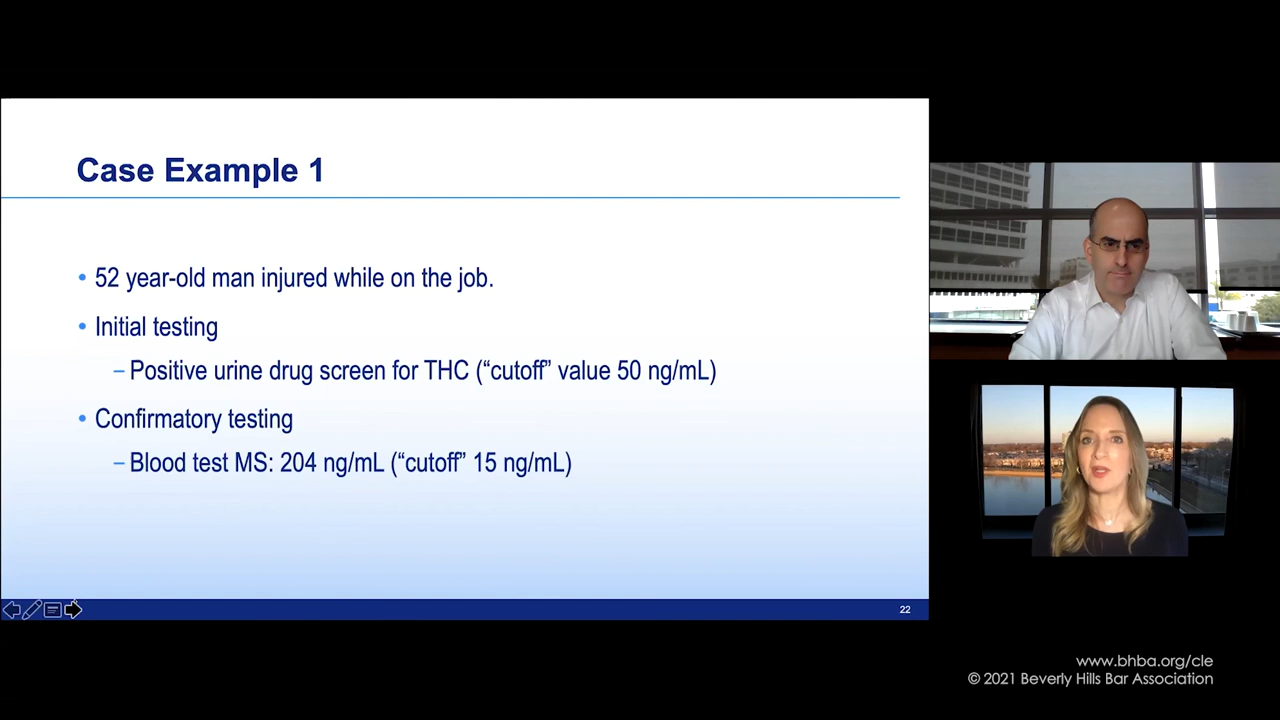 Case Example 1
• 52 year-old man injured while on the job.
• Initial testing
– Positive urine drug screen for THC (“cutoff” value 50 ng/mL)
• Confirmatory testing
– Blood test MS: 204 ng/mL (“cutoff” 15 ng/mL)
22
www.bhba.org/cle
© 2021 Beverly Hills Bar Association